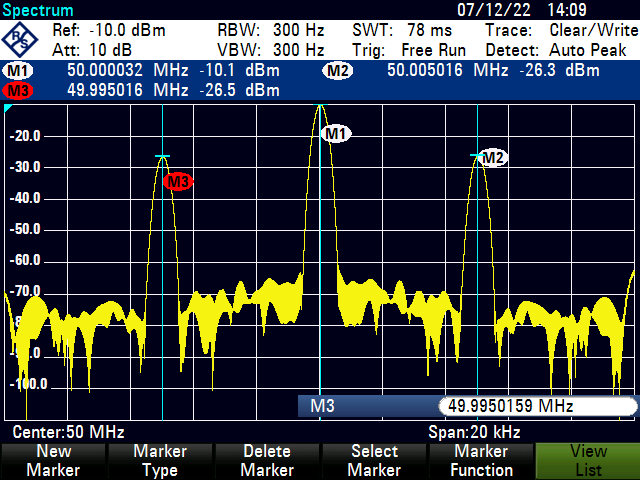 Spectrum 07/12/22 14:09
R&S
Ref: -10.0 dBm RBW: 300 Hz SWT: 78 ms Trace: Clear/Write
Att: 10 dB VBW: 300 Hz Trig: Free Run Detect: Auto Peak
M1 50.000032 MHz -10.1 dBm M2 50.005016 MHz -26.3 dBm
M3 49.995016 MHz -26.5 dBm
-20.0
M1
-30.0
M2
M3
-40.0
-50.0
-60.0
-70.0
-100.0
M3 49.9950159 MHz
Center:50 MHz Span:20 kHz
New Marker Delete Select Marker View
Marker Type Marker Marker Function List